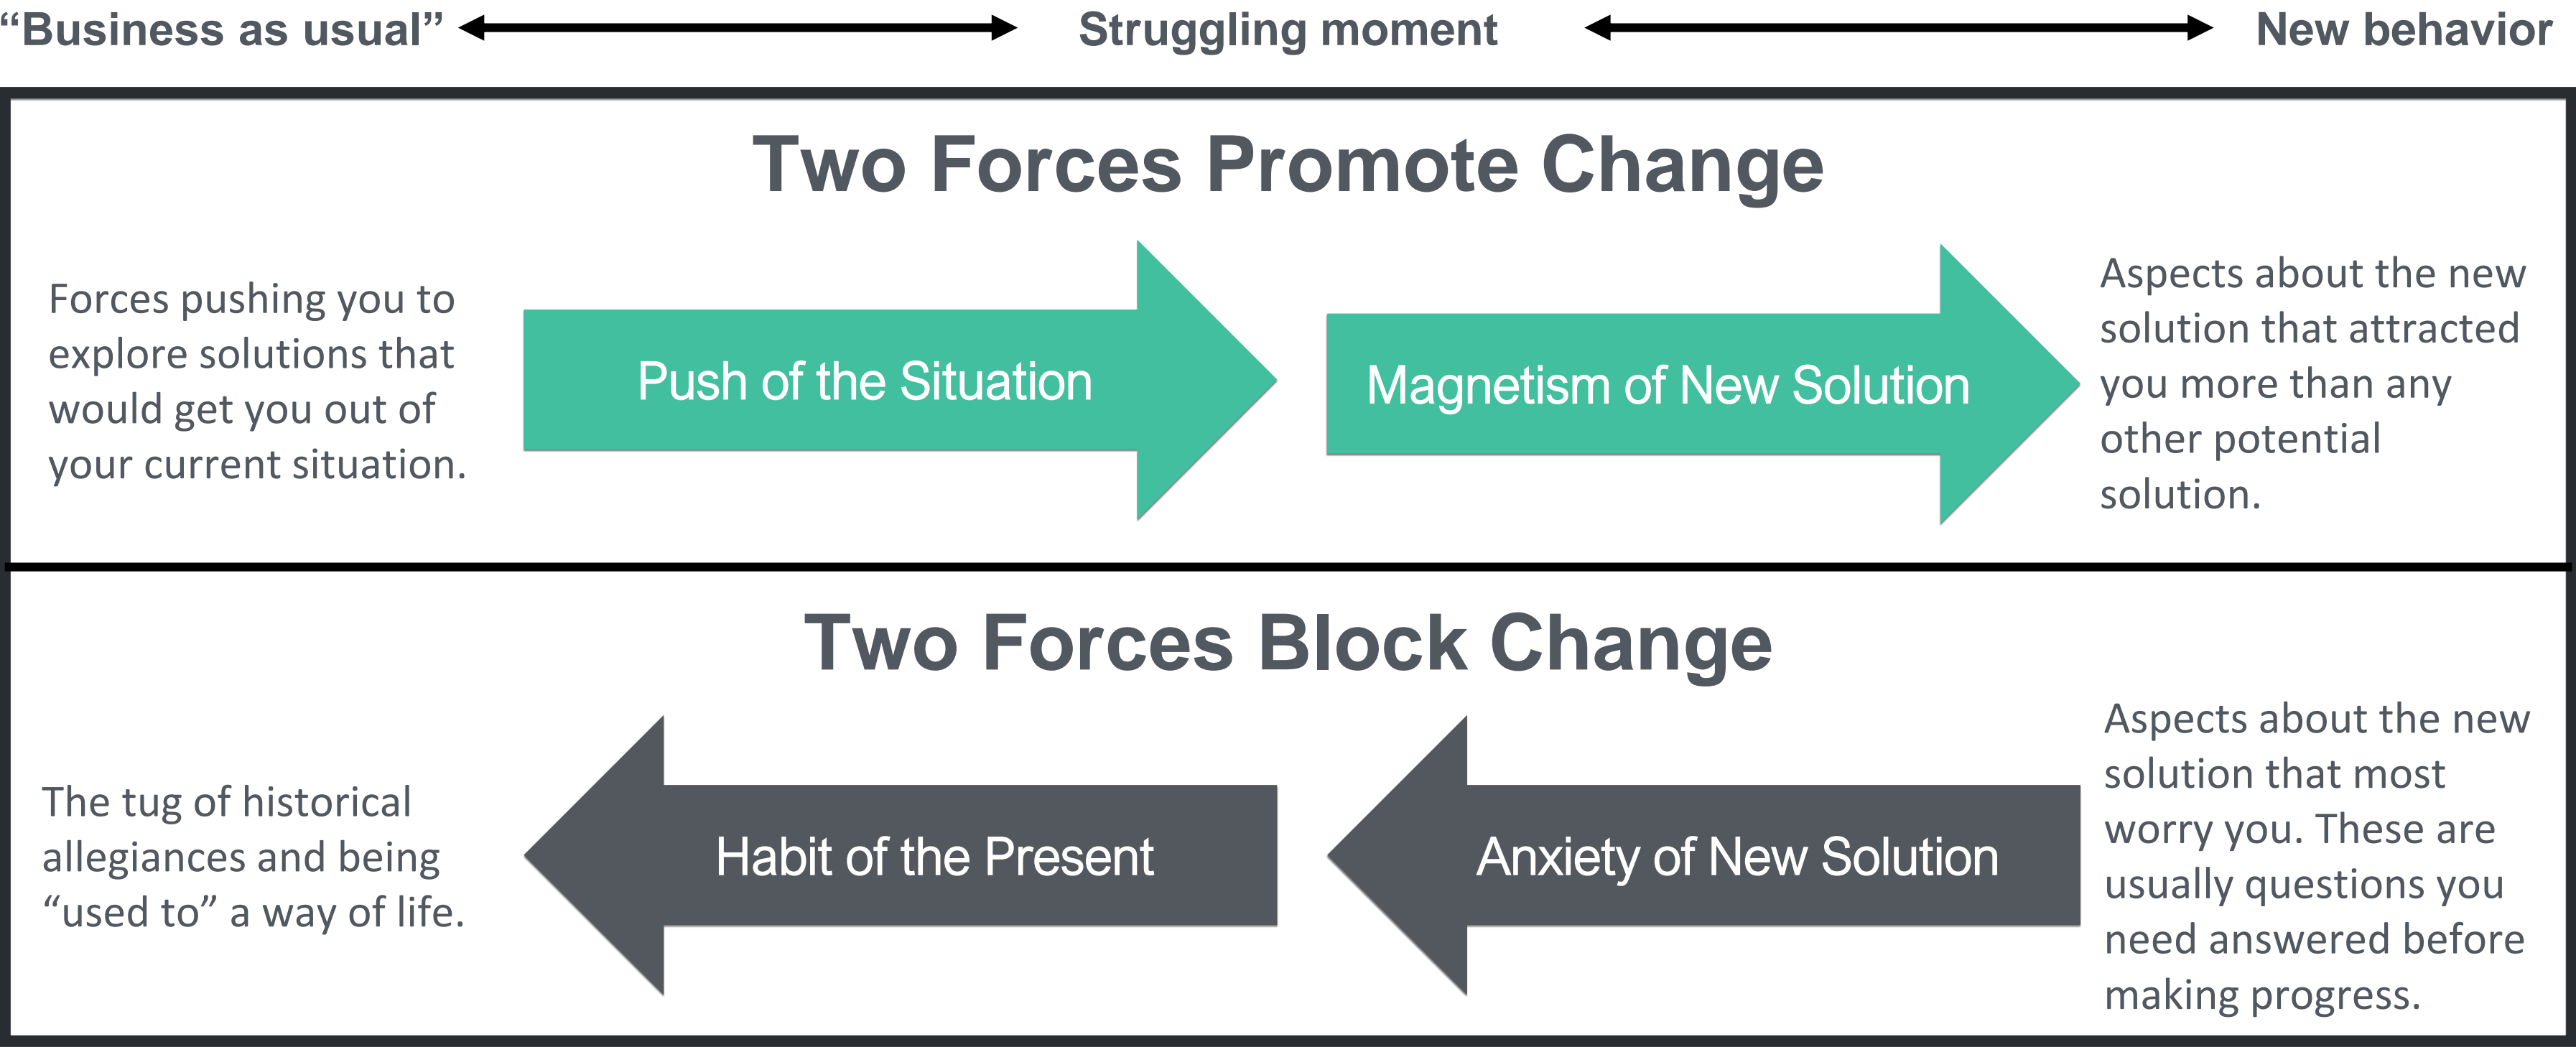 “Business as usual”
Struggling moment
New behavior
Two Forces Promote Change
Forces pushing you to
explore solutions that
would get you out of
your current situation.
Push of the Situation
Magnetism of New Solution
Aspects about the new
solution that attracted
you more than any
other potential
solution.
Two Forces Block Change
The tug of historical
allegiances and being
“used to” a way of life.
Habit of the Present
Anxiety of New Solution
Aspects about the new
solution that most
worry you. These are
usually questions you
need answered before
making progress.